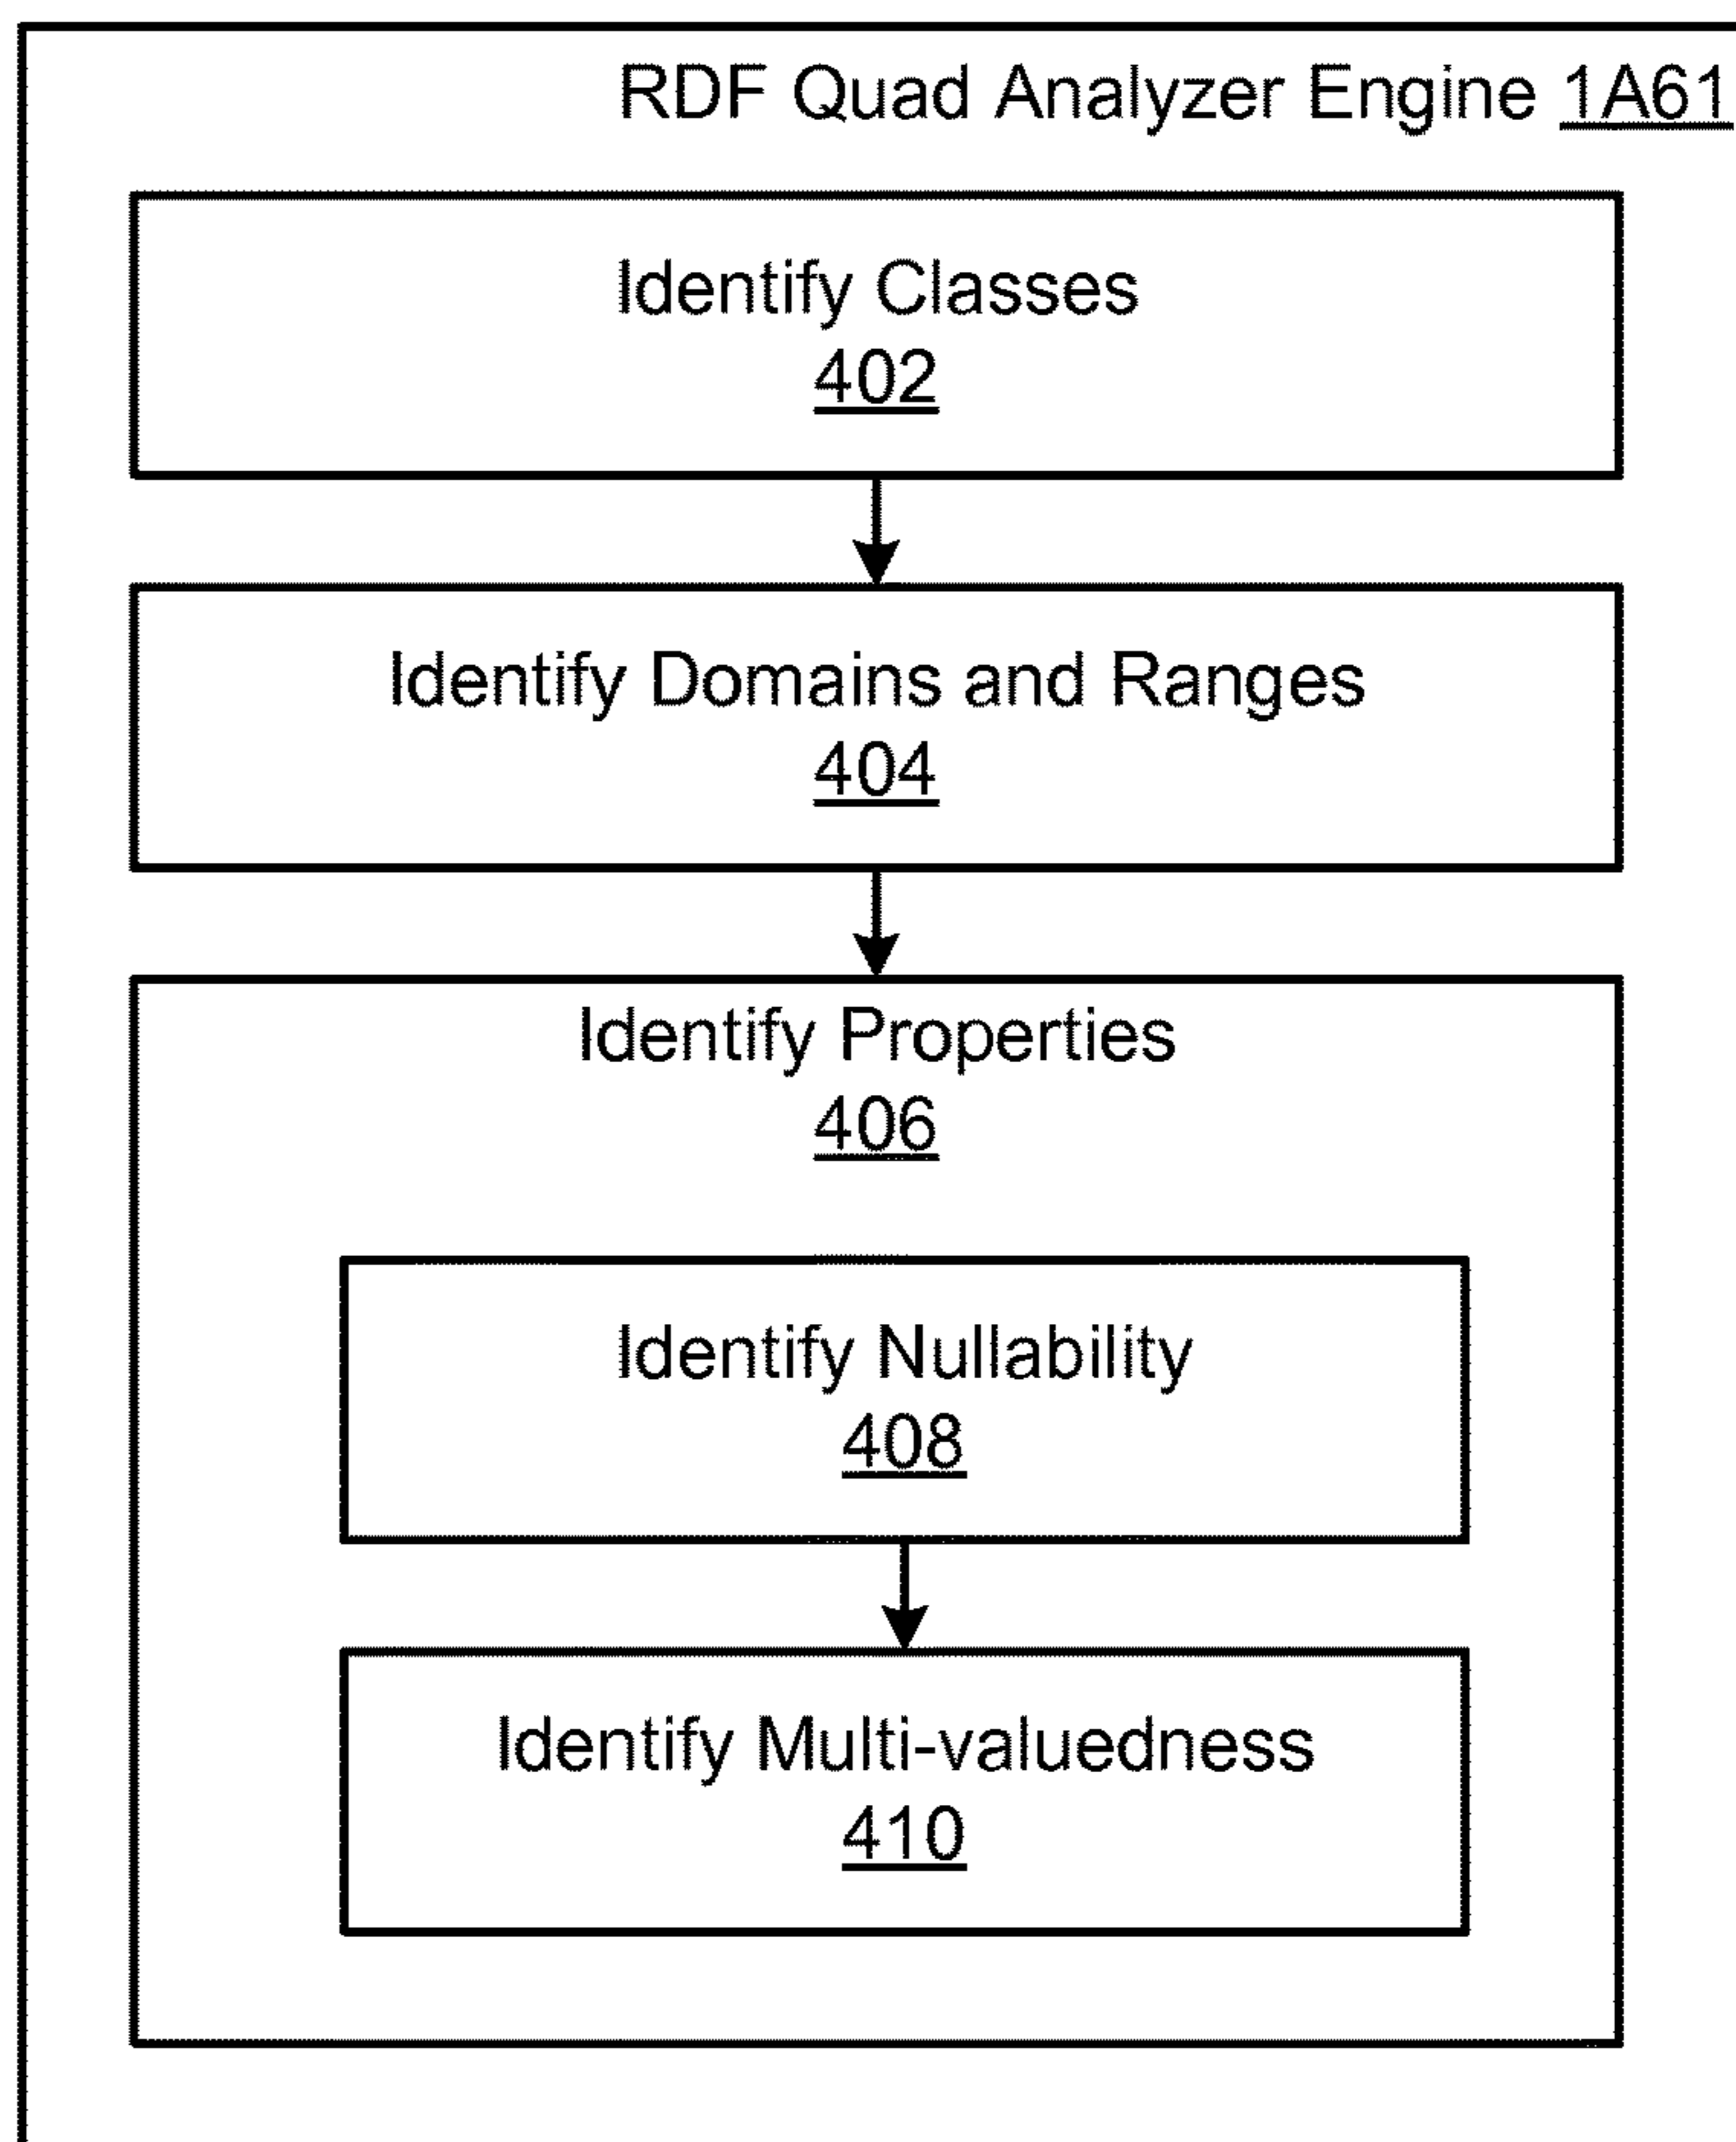 RDF Quad Analyzer Engine 1A61
Identify Classes
402
Identify Domains and Ranges
404
Identify Properties
406
Identify Nullability
408
Identify Multi-valuedness
410